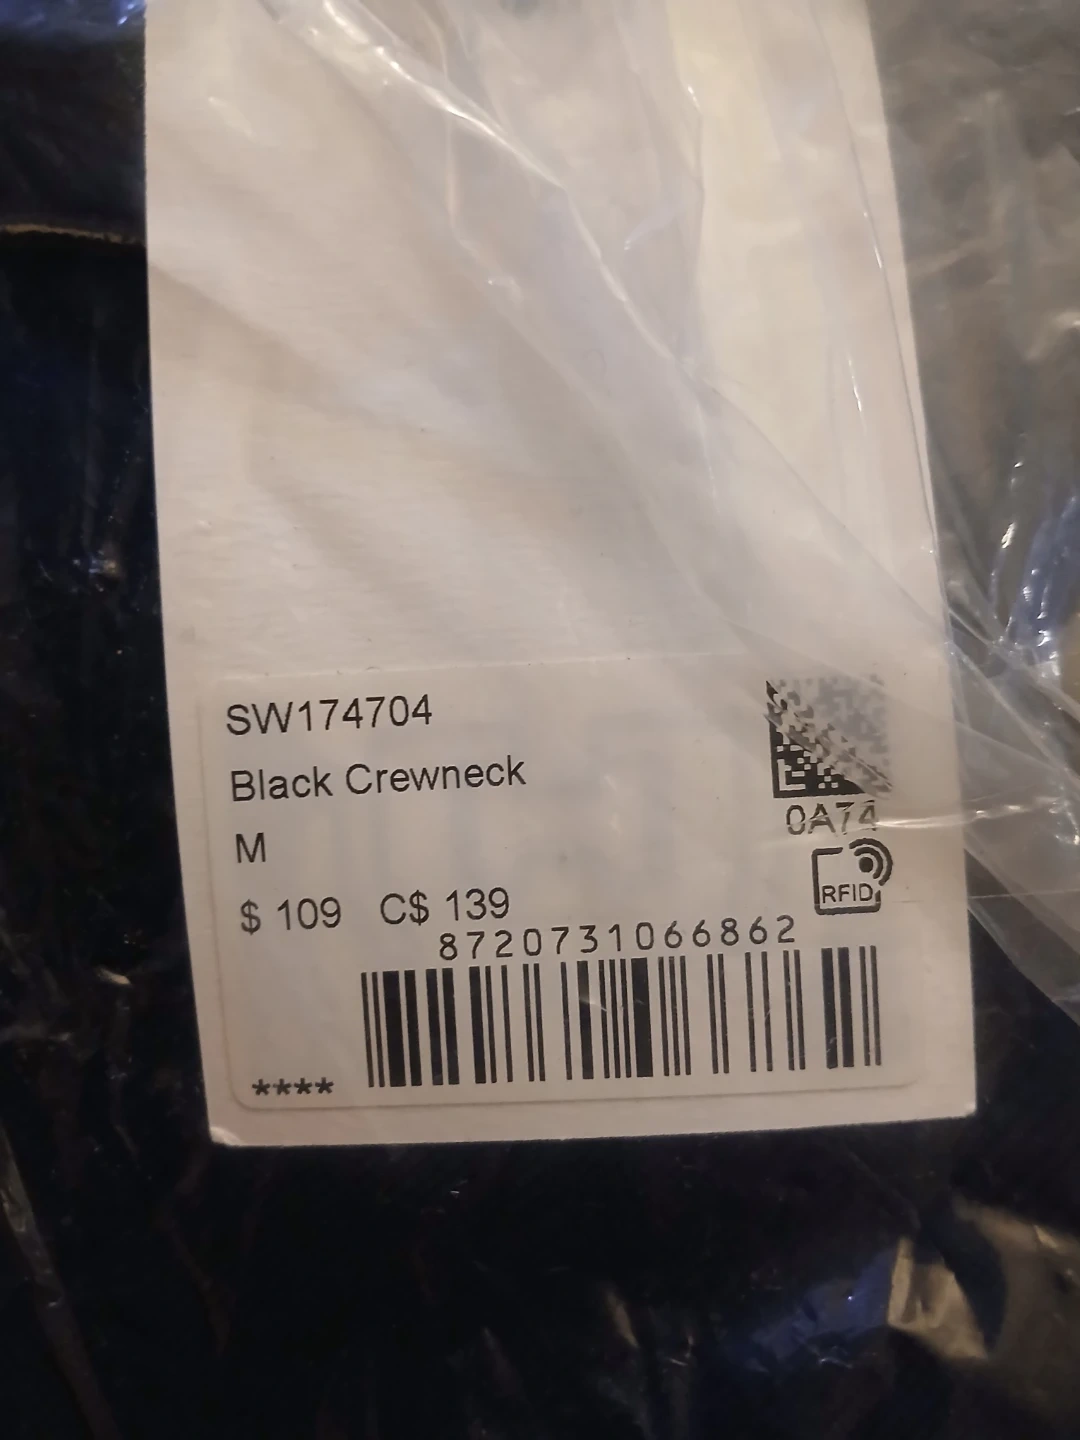 SW174704
Black Crewneck
M
0A74
RFID
$ 109 C$ 139
8720731066862
****